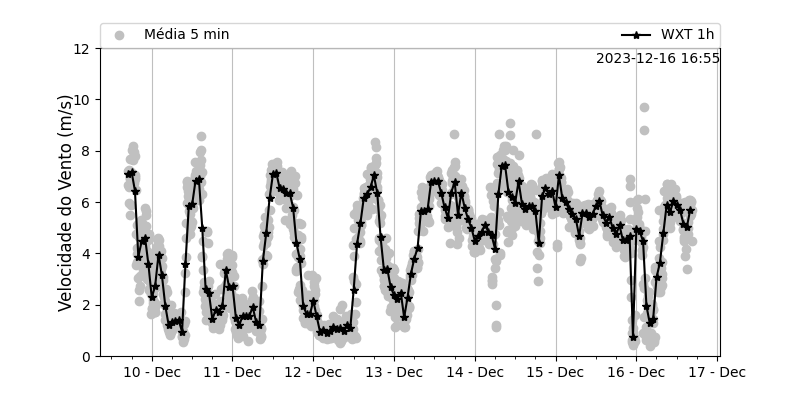 Média 5 min
WXT 1h
2023-12-16 16:55
Velocidade do Vento (m/s)
12
10
8
6
4
2
0
10 - Dec
11 - Dec
12 - Dec
13 - Dec
14 - Dec
15 - Dec
16 - Dec
17 - Dec